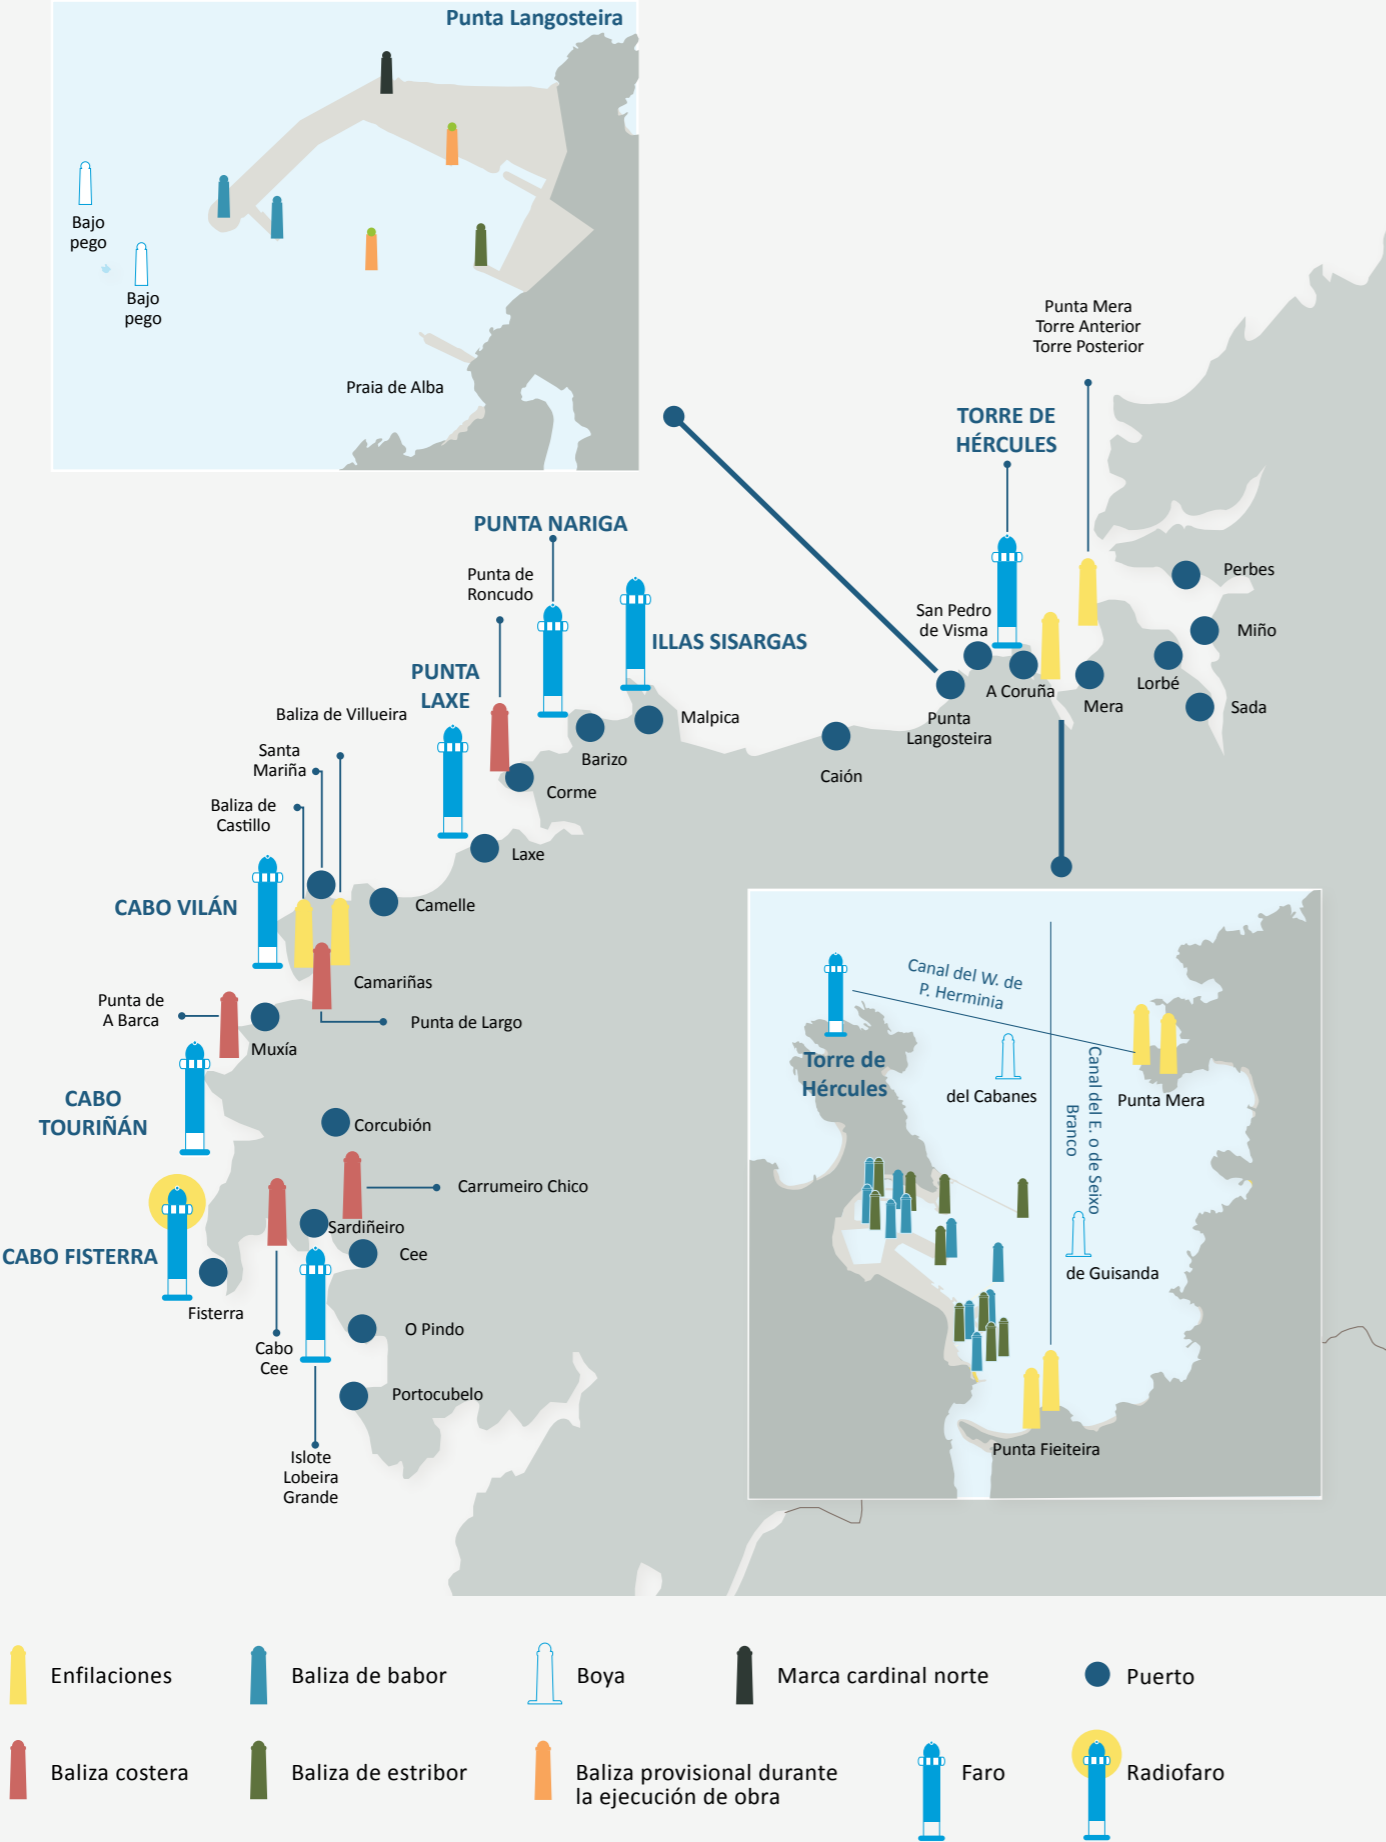 Punta Langosteira
Bajo
pego
Bajo
pego
Praia de Alba
Punta Mera
Torre Anterior
Torre Posterior
TORRE DE
HÉRCULES
PUNTA NARIGA
Punta de
Roncudo
ILLAS SISARGAS
PUNTA
LAXE
Baliza de Villueira
Santa
Mariña
Baliza de
Castillo
CABO VILÁN
San Pedro
de Visma
Perbes
Miño
Lorbé
Sada
A Coruña
Mera
Punta
Langosteira
Malpica
Barizo
Caión
Corme
Laxe
Camelle
Camariñas
Punta de
A Barca
Punta de Largo
Muxía
CABO
TOURIÑÁN
Corcubión
Carrumeiro Chico
Sardiñeiro
Cee
CABO FISTERRA
Fisterra
Cabo
Cee
O Pindo
Portocubelo
Islote
Lobeira
Grande
Canal del W. de
P. Herminia
Torre de
Hércules
del Cabanes
Canal del E. o de Seixo
Branco
Punta Mera
de Guisanda
Punta Fieiteira
Enfilaciones
Baliza de babor
Boya
Marca cardinal norte
Puerto
Baliza costera
Baliza de estribor
Baliza provisional durante
la ejecución de obra
Faro
Radiofaro